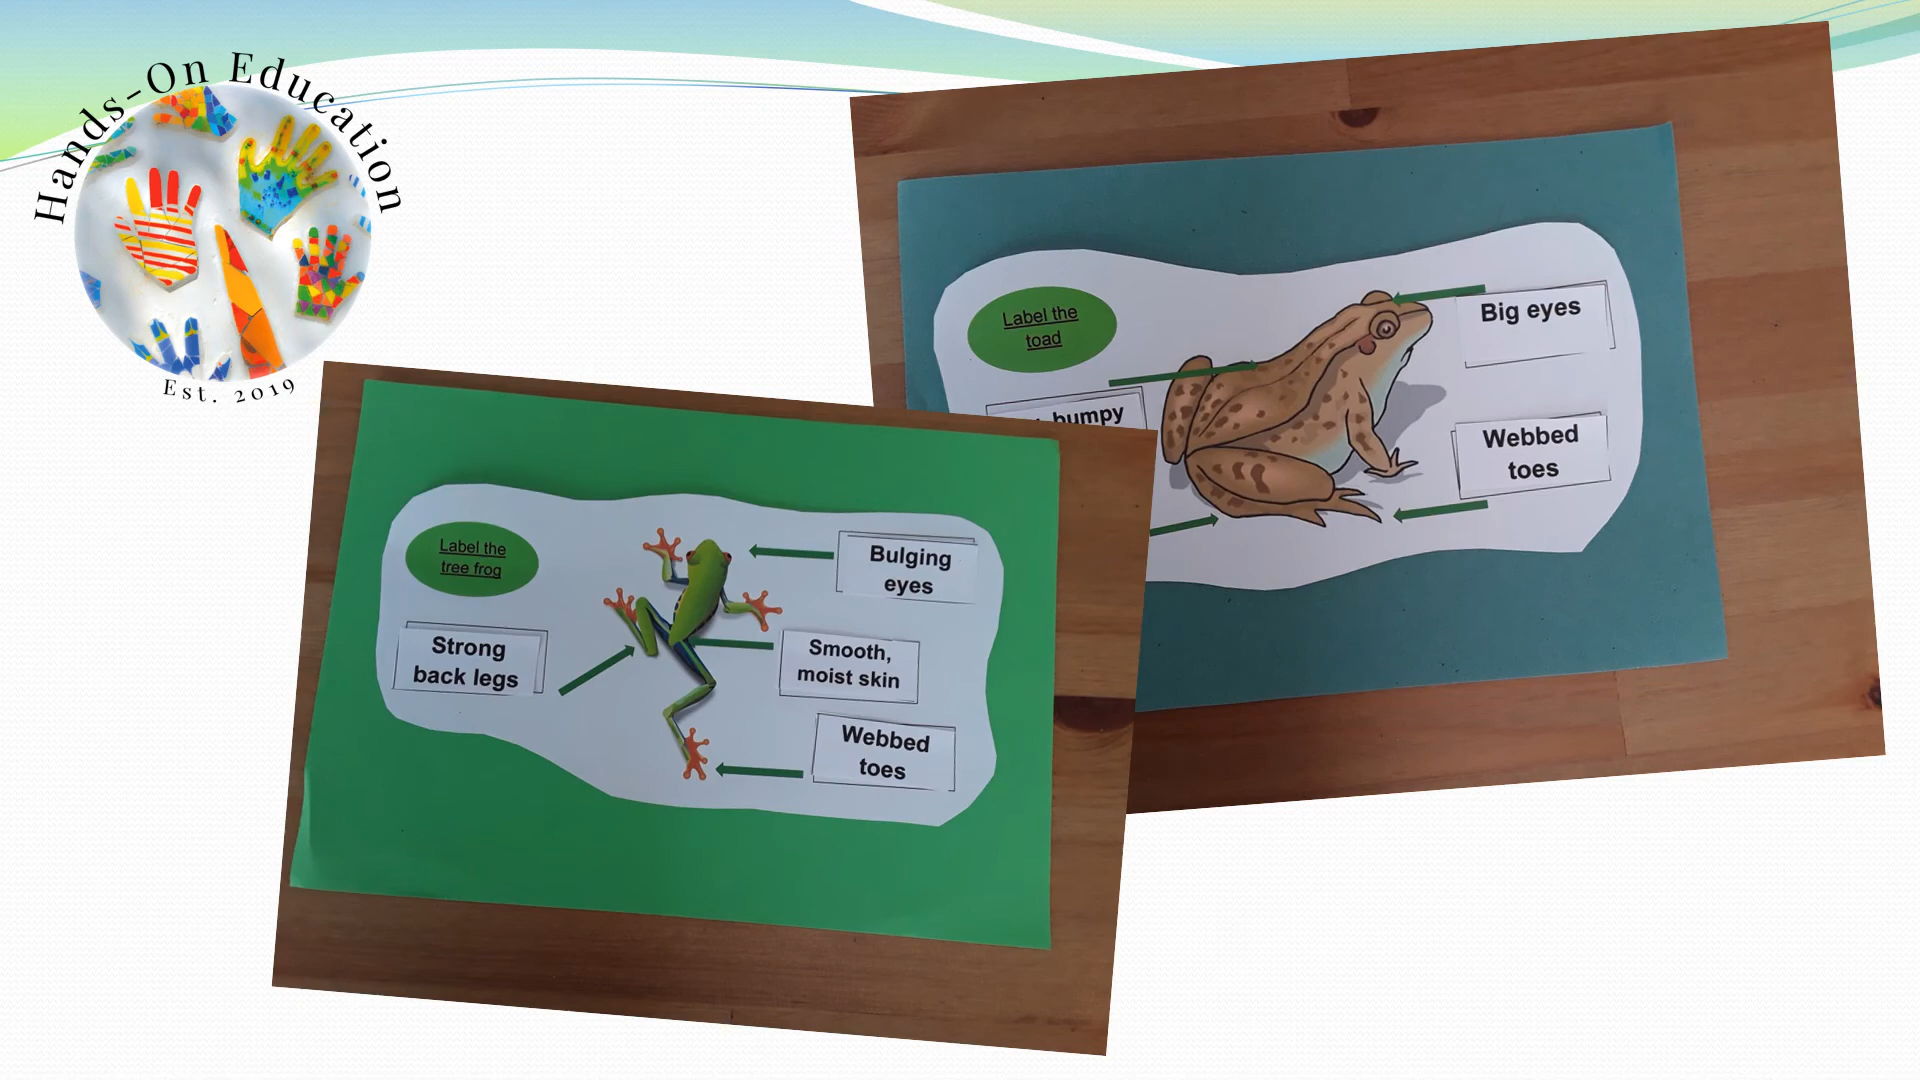 Hands-On Education
Est. 2019
Label the
toad
Big eyes
bumpy
Webbed
toes
Label the
tree frog
Bulging
eyes
Strong
back legs
Smooth,
moist skin
Webbed
toes